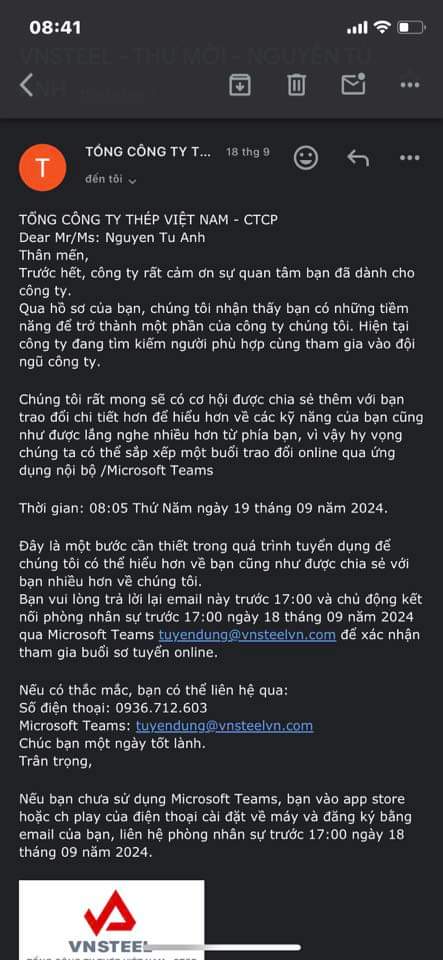 08:41
VNSTEEL - THƯ MỜI - NGUYỄN TÚ
T
TỔNG CÔNG TY T...
18 thg 9
đến tôi
TỔNG CÔNG TY THÉP VIỆT NAM - CTCP
Dear Mr/Ms: Nguyen Tu Anh
Thân mến,
Trước hết, công ty rất cảm ơn sự quan tâm bạn đã dành cho
công ty.
Qua hồ sơ của bạn, chúng tôi nhận thấy bạn có những tiềm
năng để trở thành một phần của công ty chúng tôi. Hiện tại
công ty đang tìm kiếm người phù hợp cùng tham gia vào đội
ngũ công ty.
Chúng tôi rất mong sẽ có cơ hội được chia sẻ thêm với bạn
trao đổi chi tiết hơn để hiểu hơn về các kỹ năng của bạn cũng
như được lắng nghe nhiều hơn từ phía bạn, vì vậy hy vọng
chúng ta có thể sắp xếp một buổi trao đổi online qua ứng
dụng nội bộ /Microsoft Teams
Thời gian: 08:05 Thứ Năm ngày 19 tháng 09 năm 2024.
Đây là một bước cần thiết trong quá trình tuyển dụng để
chúng tôi có thể hiểu hơn về bạn cũng như được chia sẻ với
bạn nhiều hơn về chúng tôi.
Bạn vui lòng trả lời lại email này trước 17:00 và chủ động kết
nối phòng nhân sự trước 17:00 ngày 18 tháng 09 năm 2024
qua Microsoft Teams tuyendung@vnsteelvn.com để xác nhận
tham gia buổi sơ tuyển online.
Nếu có thắc mắc, bạn có thể liên hệ qua:
Số điện thoại: 0936.712.603
Microsoft Teams: tuyendung@vnsteelvn.com
Chúc bạn một ngày tốt lành.
Trân trọng,
Nếu bạn chưa sử dụng Microsoft Teams, bạn vào app store
hoặc ch play của điện thoại cài đặt về máy và đăng ký bằng
email của bạn, liên hệ phòng nhân sự trước 17:00 ngày 18
tháng 09 năm 2024.
VNSTEEL